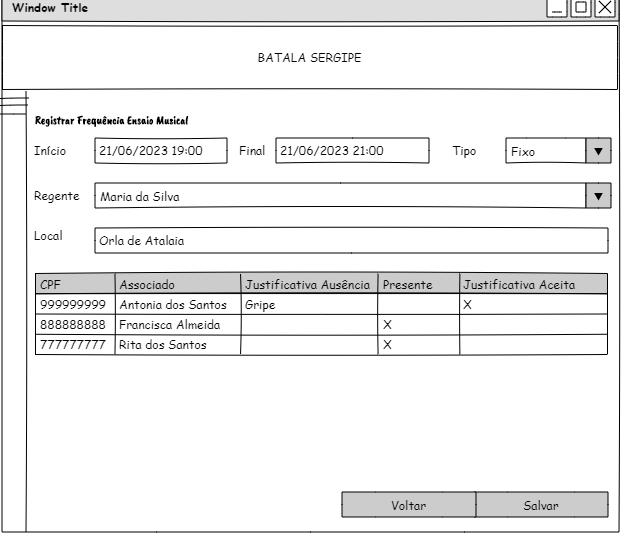 Window Title
BATALA SERGIPE
Registrar Frequência Ensaio Musical
Início 21/06/2023 19:00 Final 21/06/2023 21:00 Tipo Fixo
Regente Maria da Silva
Local Orla de Atalaia
CPF Associado Justificativa Ausência Presente Justificativa Aceita
999999999 Antonia dos Santos Gripe X
888888888 Francisca Almeida X
777777777 Rita dos Santos X
Voltar Salvar